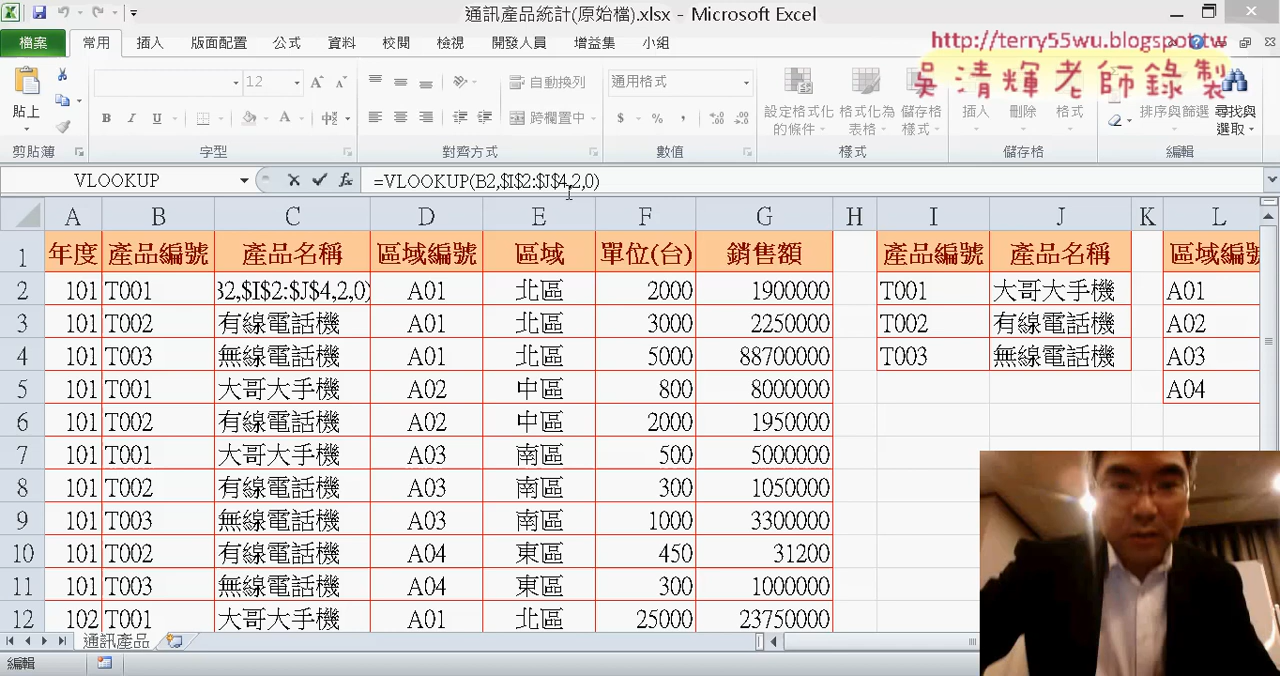 通訊產品統計(原始檔).xlsx - Microsoft Excel
檔案 常用 插入 版面配置 公式 資料 校閱 檢視 開發人員 增益集 小組
http://terry55wu.blogspot.tw
吳清輝老師錄製
貼上
12
自動換列
跨欄置中
通用格式
設定格式化的條件 格式化為表格 儲存格樣式
插入 刪除 格式
排序與篩選 尋找與選取
剪貼簿 字型 對齊方式 數值 樣式 儲存格 編輯
VLOOKUP =VLOOKUP(B2,$I$2:$J$4,2,0)
A B C D E F G H I J K L
1 年度 產品編號 產品名稱 區域編號 區域 單位(台) 銷售額 產品編號 產品名稱 區域編號
2 101 T001 B2,$I$2:$J$4,2,0) A01 北區 2000 1900000 T001 大哥大手機 A01
3 101 T002 有線電話機 A01 北區 3000 2250000 T002 有線電話機 A02
4 101 T003 無線電話機 A01 北區 5000 88700000 T003 無線電話機 A03
5 101 T001 大哥大手機 A02 中區 800 8000000 A04
6 101 T002 有線電話機 A02 中區 2000 1950000
7 101 T001 大哥大手機 A03 南區 500 5000000
8 101 T002 有線電話機 A03 南區 300 1050000
9 101 T003 無線電話機 A03 南區 1000 3300000
10 101 T002 有線電話機 A04 東區 450 31200
11 101 T003 無線電話機 A04 東區 300 1000000
12 102 T001 大哥大手機 A01 北區 25000 23750000
通訊產品
編輯